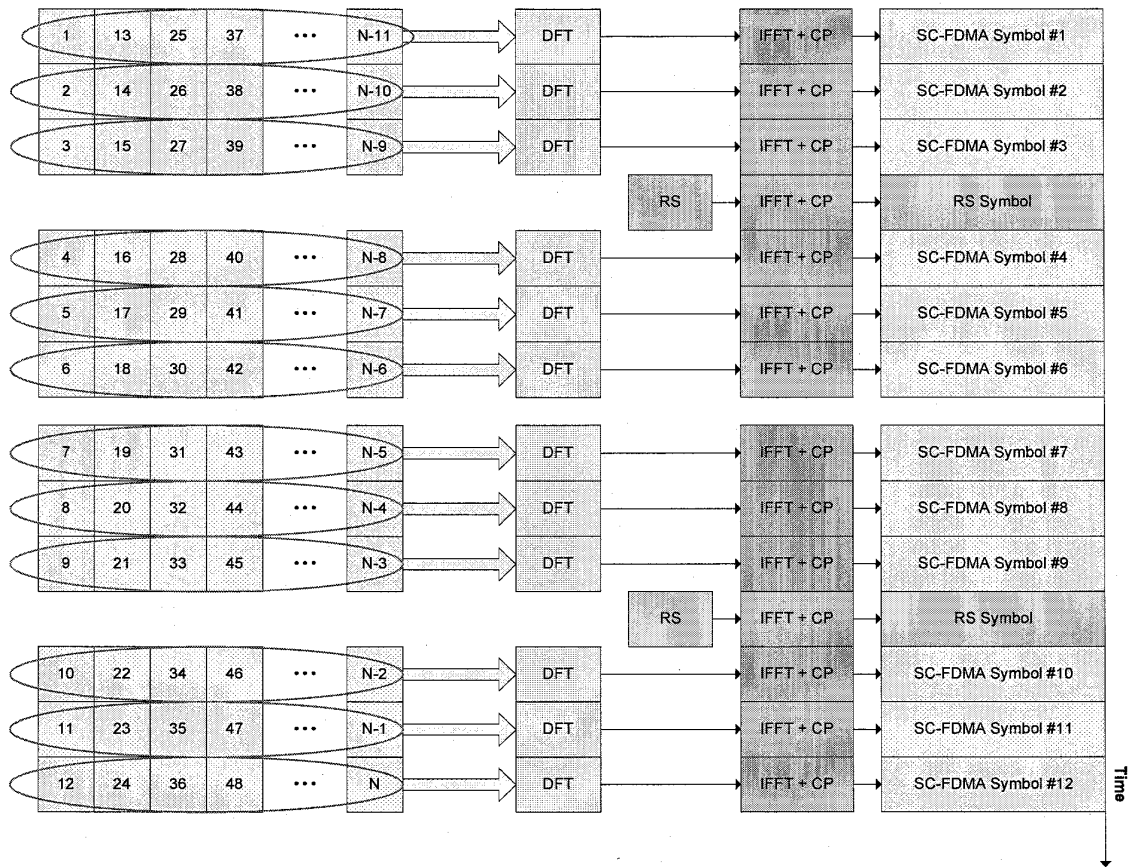 1 13 25 37 ••• N-11 DFT IFFT + CP SC-FDMA Symbol #1
2 14 26 38 ••• N-10 DFT IFFT + CP SC-FDMA Symbol #2
3 15 27 39 ••• N-9 DFT IFFT + CP SC-FDMA Symbol #3
RS IFFT + CP RS Symbol
4 16 28 40 ••• N-8 DFT IFFT + CP SC-FDMA Symbol #4
5 17 29 41 ••• N-7 DFT IFFT + CP SC-FDMA Symbol #5
6 18 30 42 ••• N-6 DFT IFFT + CP SC-FDMA Symbol #6
7 19 31 43 ••• N-5 DFT IFFT + CP SC-FDMA Symbol #7
8 20 32 44 ••• N-4 DFT IFFT + CP SC-FDMA Symbol #8
9 21 33 45 ••• N-3 DFT IFFT + CP SC-FDMA Symbol #9
RS IFFT + CP RS Symbol
10 22 34 46 ••• N-2 DFT IFFT + CP SC-FDMA Symbol #10
11 23 35 47 ••• N-1 DFT IFFT + CP SC-FDMA Symbol #11
12 24 36 48 ••• N DFT IFFT + CP SC-FDMA Symbol #12
Time